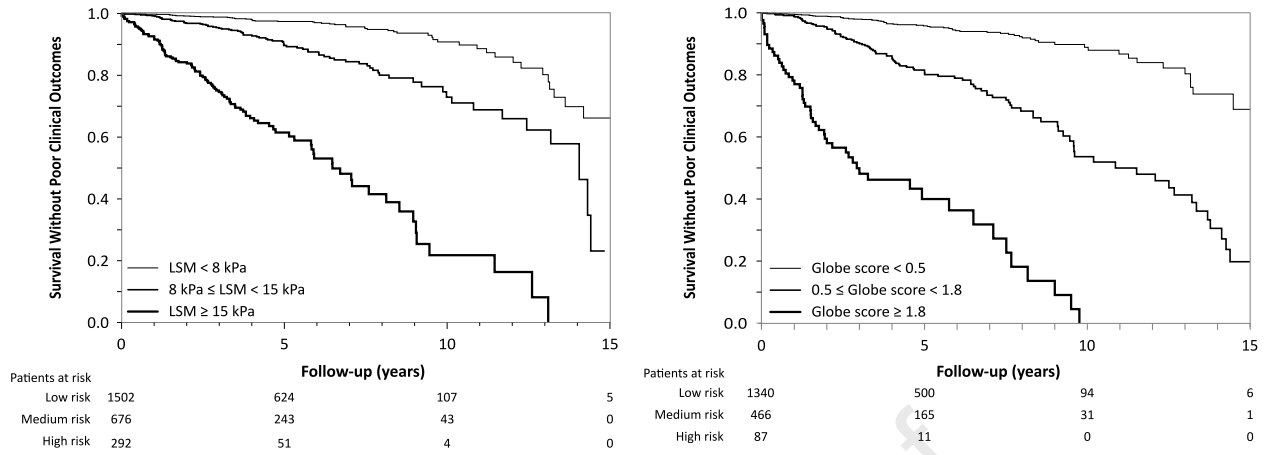 Survival Without Poor Clinical Outcomes
1.0
0.8
0.6
0.4
0.2
0.0
LSM < 8 kPa
8 kPa ≤ LSM < 15 kPa
LSM ≥ 15 kPa
0 5 10 15
Follow-up (years)
Patients at risk
Low risk 1502 624 107 5
Medium risk 676 243 43 0
High risk 292 51 4 0
Survival Without Poor Clinical Outcomes
1.0
0.8
0.6
0.4
0.2
0.0
Globe score < 0.5
0.5 ≤ Globe score < 1.8
Globe score ≥ 1.8
0 5 10 15
Follow-up (years)
Patients at risk
Low risk 1340 500 94 6
Medium risk 466 165 31 1
High risk 87 11 0 0
f